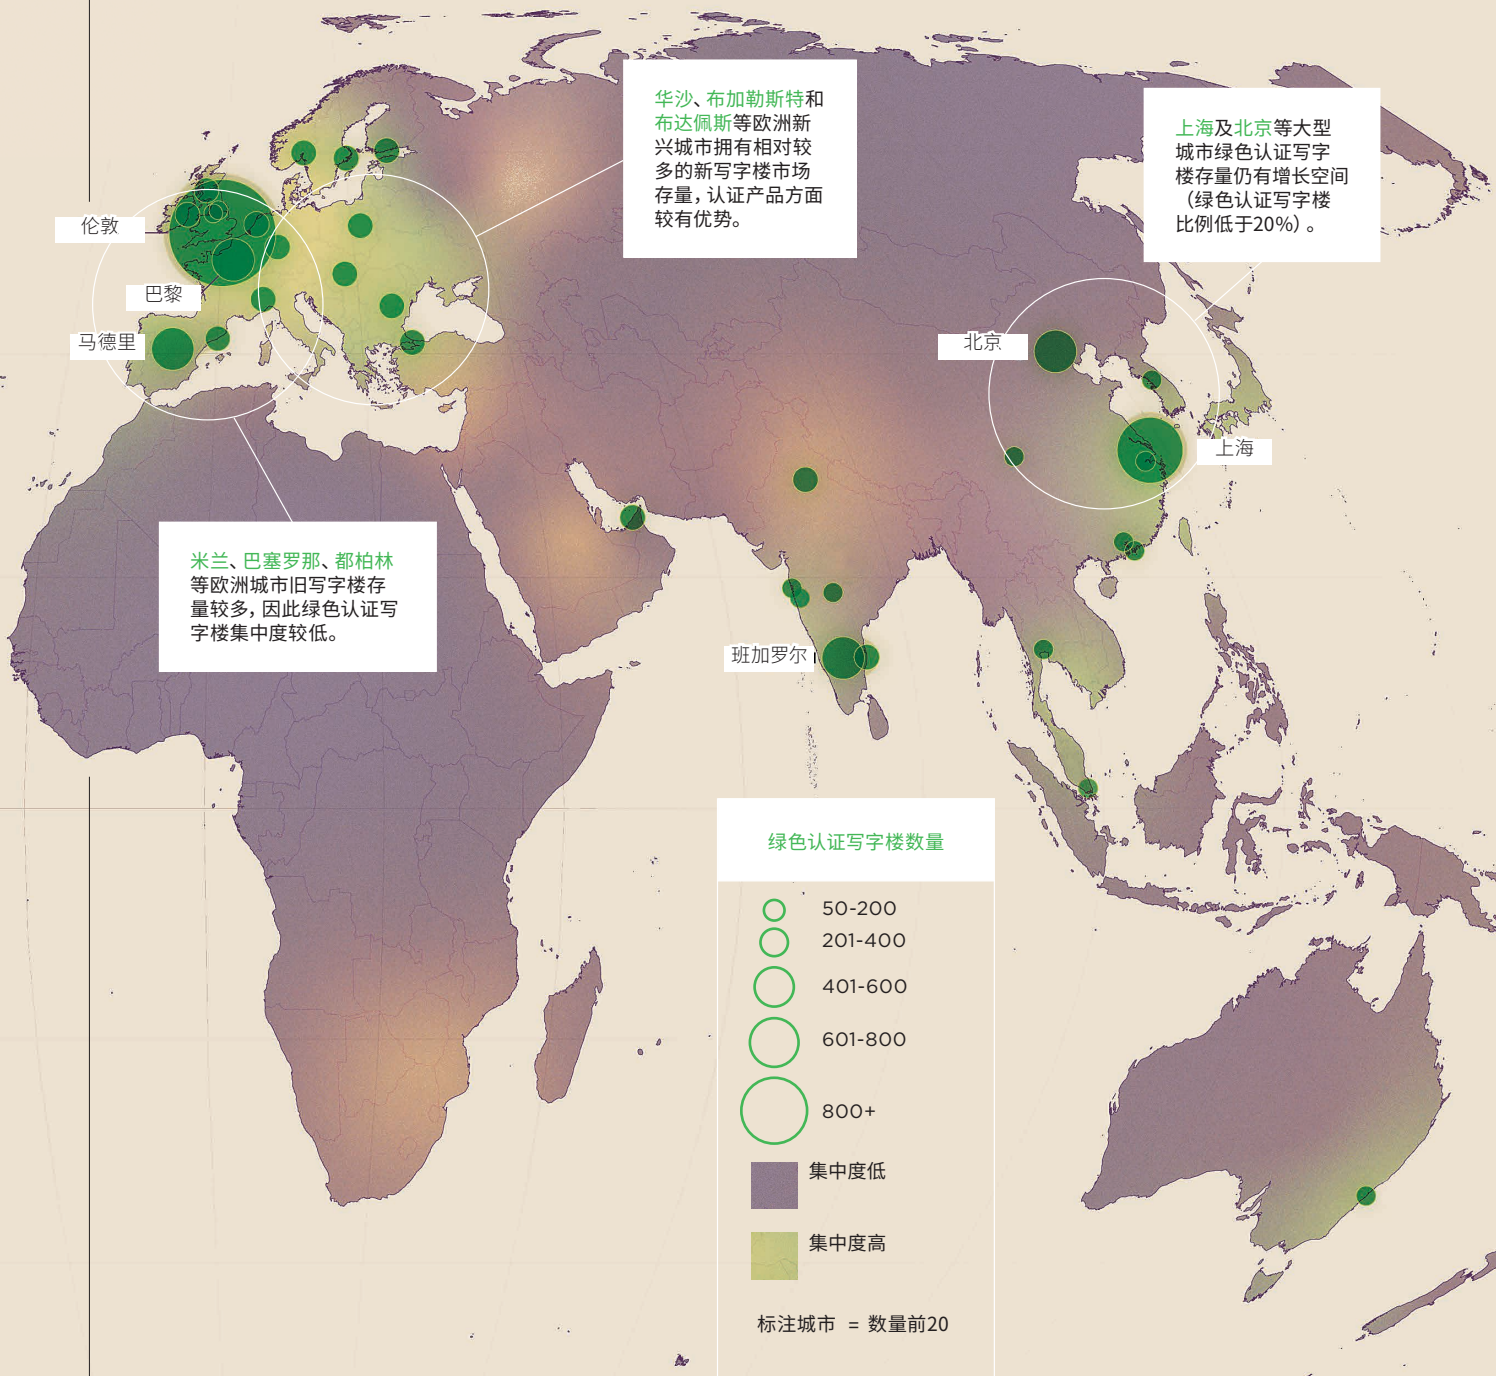 华沙、布加勒斯特和
布达佩斯等欧洲新
兴城市拥有相对较
多的新写字楼市场
存量，认证产品方面
较有优势。
上海及北京等大型
城市绿色认证写字
楼存量仍有增长空间
（绿色认证写字楼
比例低于20%）。
伦敦
巴黎
马德里
北京
上海
米兰、巴塞罗那、都柏林
等欧洲城市旧写字楼存
量较多，因此绿色认证写
字楼集中度较低。
班加罗尔
绿色认证写字楼数量
50-200
201-400
401-600
601-800
800+
集中度低
集中度高
标注城市 = 数量前20